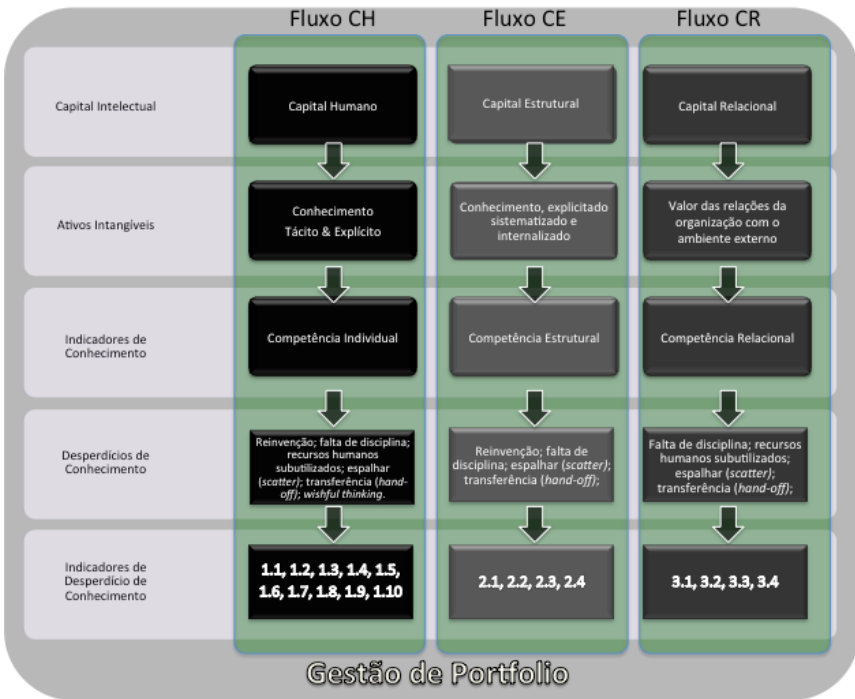 Fluxo CH
Fluxo CE
Fluxo CR
Capital Intelectual
Capital Humano
Capital Estrutural
Capital Relacional
Ativos Intangíveis
Conhecimento
Tácito & Explícito
Conhecimento, explicitado
sistematizado e
internalizado
Valor das relações da
organização com o
ambiente externo
Indicadores de
Conhecimento
Competência Individual
Competência Estrutural
Competência Relacional
Desperdícios de
Conhecimento
Reinvenção; falta de disciplina;
recursos humanos
subutilizados; espalhar
(scatter); transferência (hand-
off); wishful thinking.
Reinvenção; falta de
disciplina; espalhar (scatter);
transferência (hand-off);
Falta de disciplina; recursos
humanos subutilizados;
espalhar (scatter);
transferência (hand-off);
Indicadores de
Desperdício de
Conhecimento
1.1, 1.2, 1.3, 1.4, 1.5,
1.6, 1.7, 1.8, 1.9, 1.10
2.1, 2.2, 2.3, 2.4
3.1, 3.2, 3.3, 3.4
Gestão de Portfolio